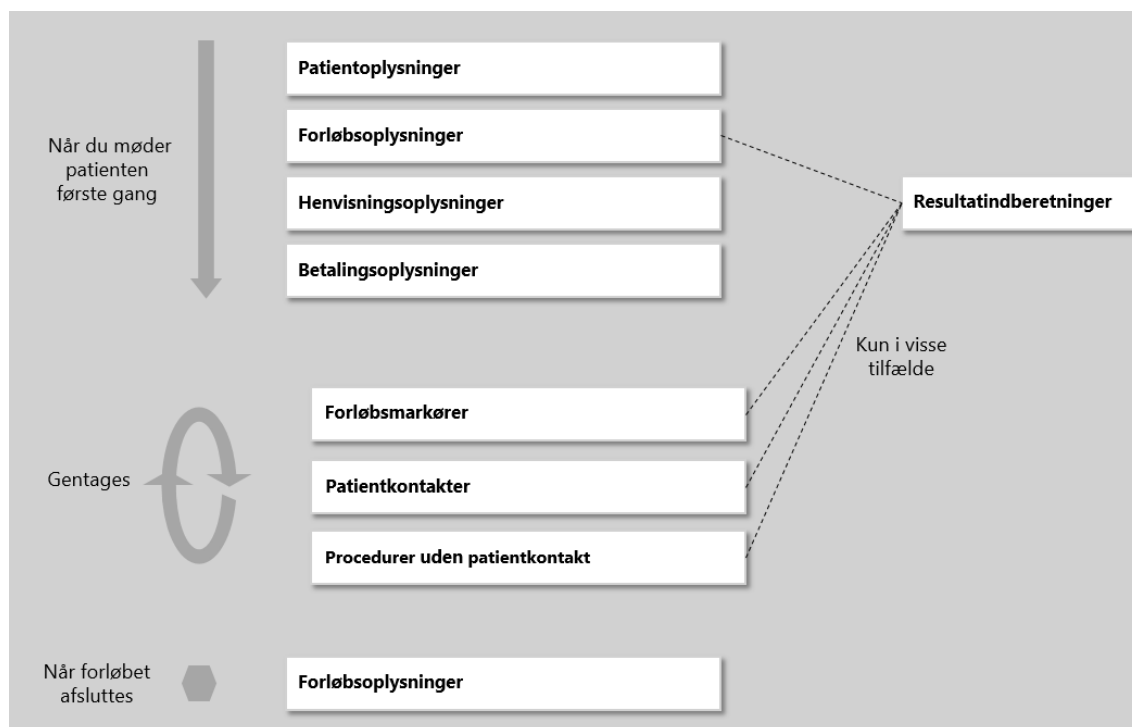 Patientoplysninger
Forløbsoplysninger
Når du møder
patienten
første gang
Henvisningsoplysninger
Resultatindberetninger
Betalingsoplysninger
Kun i visse
tilfælde
Forløbsmarkører
Gentages
Patientkontakter
Procedurer uden patientkontakt
Når forløbet
afsluttes
Forløbsoplysninger